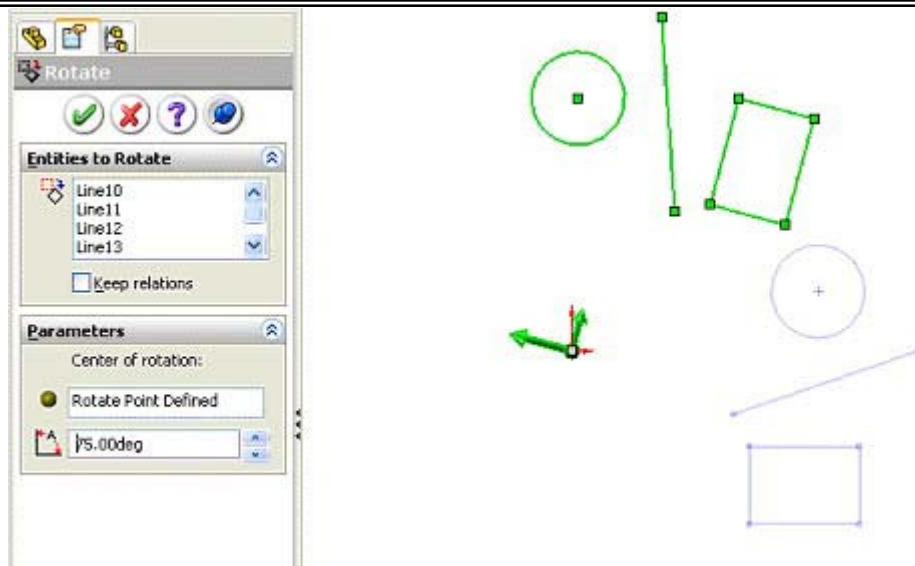 Rotate
?
Entities to Rotate
Line10
Line11
Line12
Line13
Keep relations
Parameters
Center of rotation:
Rotate Point Defined
A
75.00deg